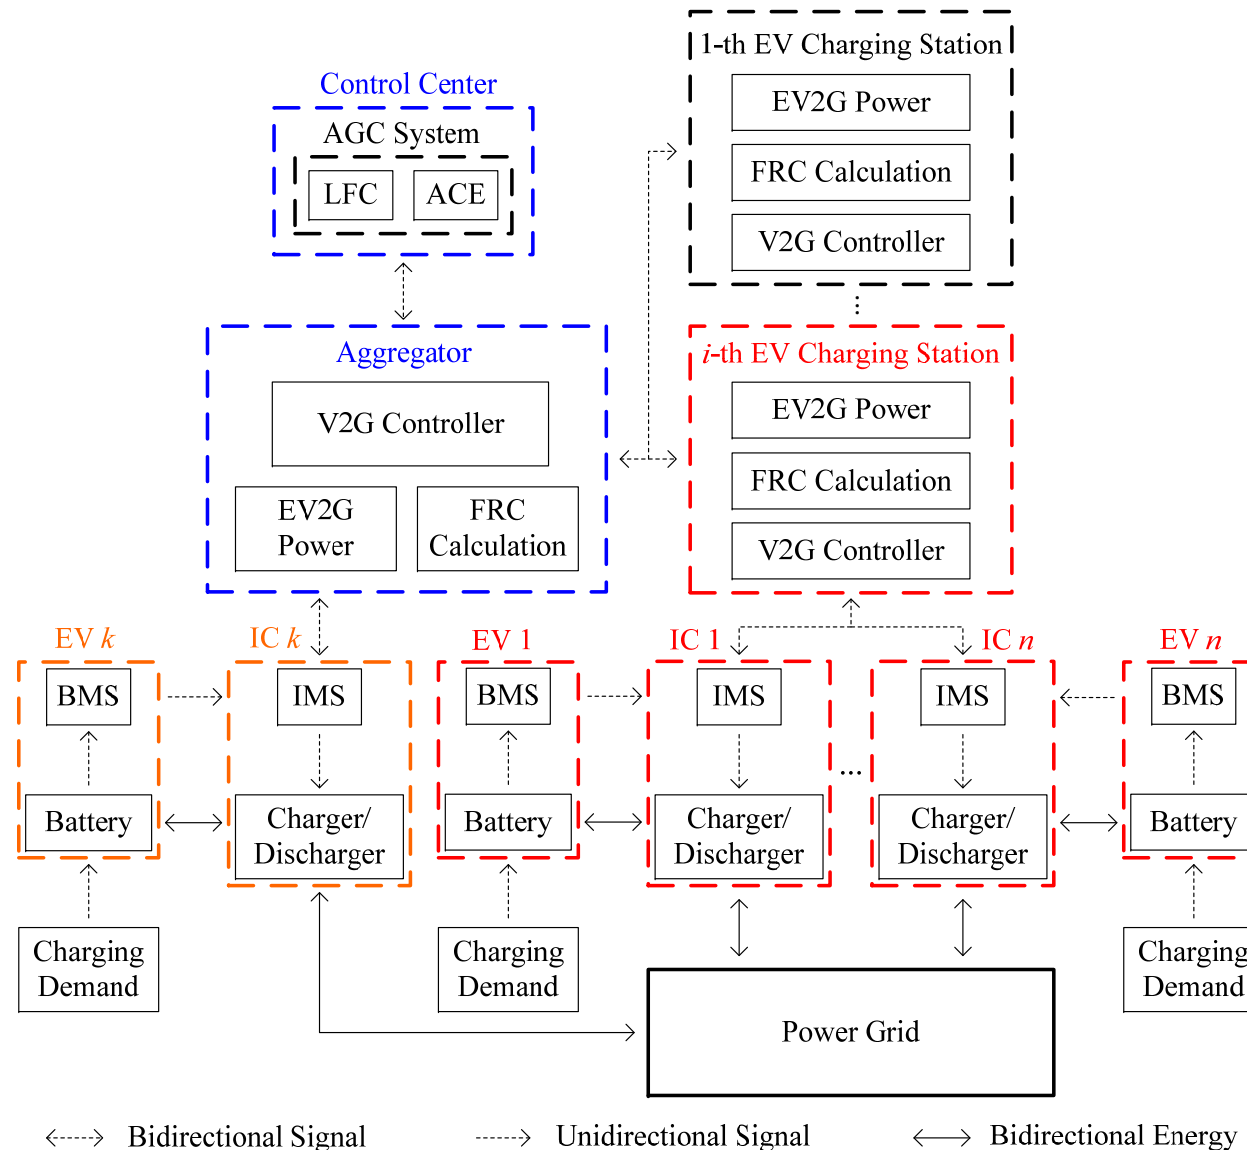 1-th EV Charging Station
EV2G Power
FRC Calculation
V2G Controller
Control Center
AGC System
LFC
ACE
Aggregator
V2G Controller
EV2G
Power
FRC
Calculation
i-th EV Charging Station
EV2G Power
FRC Calculation
V2G Controller
EV k
IC k
EV 1
IC 1
IC n
EV n
BMS
IMS
BMS
IMS
IMS
BMS
Battery
Charger/
Discharger
Battery
Charger/
Discharger
...
Charger/
Discharger
Battery
Charging
Demand
Charging
Demand
Charging
Demand
Power Grid
Bidirectional Signal
Unidirectional Signal
Bidirectional Energy